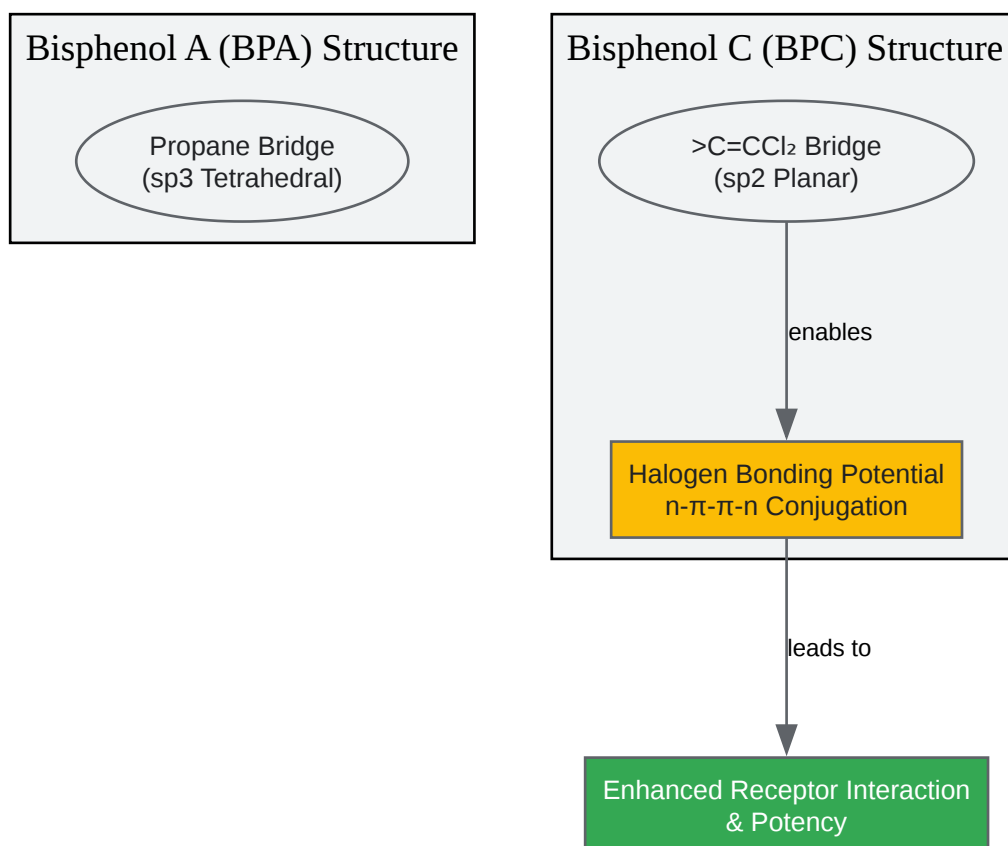 Bisphenol A (BPA) Structure
Propane Bridge
(sp3 Tetrahedral)
Bisphenol C (BPC) Structure
>C=CCl₂ Bridge
(sp2 Planar)
enables
Halogen Bonding Potential
n-π-π-n Conjugation
leads to
Enhanced Receptor Interaction
& Potency